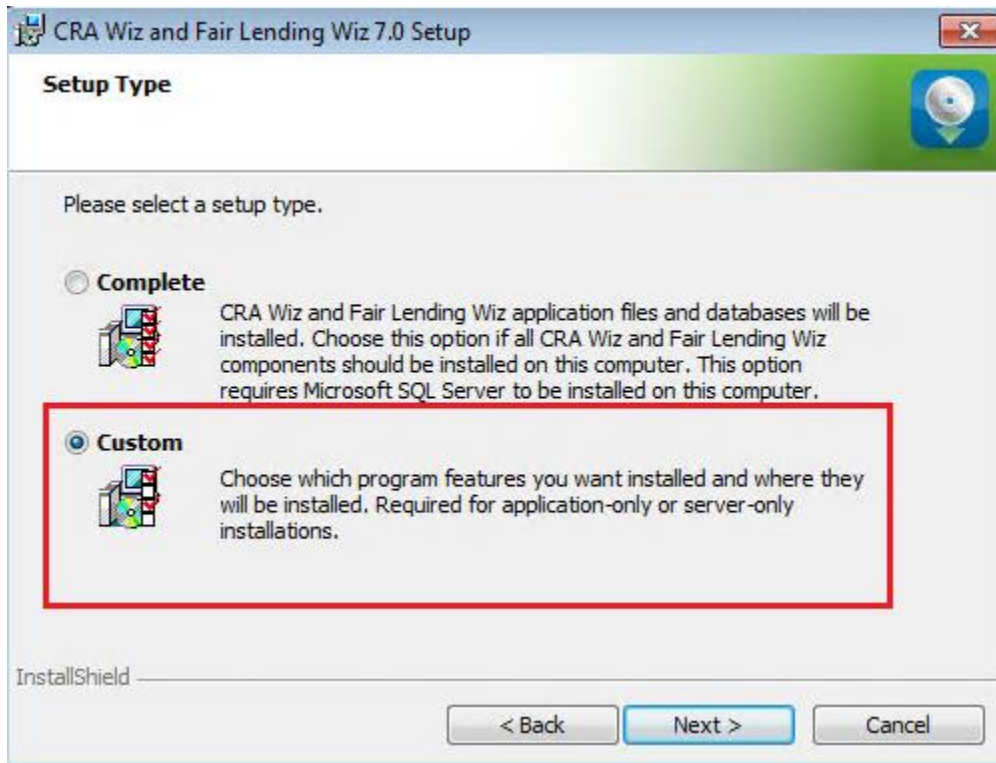 CRA Wiz and Fair Lending Wiz 7.0 Setup
Setup Type
Please select a setup type.
Complete
CRA Wiz and Fair Lending Wiz application files and databases will be
installed. Choose this option if all CRA Wiz and Fair Lending Wiz
components should be installed on this computer. This option
requires Microsoft SQL Server to be installed on this computer.
Custom
Choose which program features you want installed and where they
will be installed. Required for application-only or server-only
installations.
InstallShield
< Back
Next >
Cancel